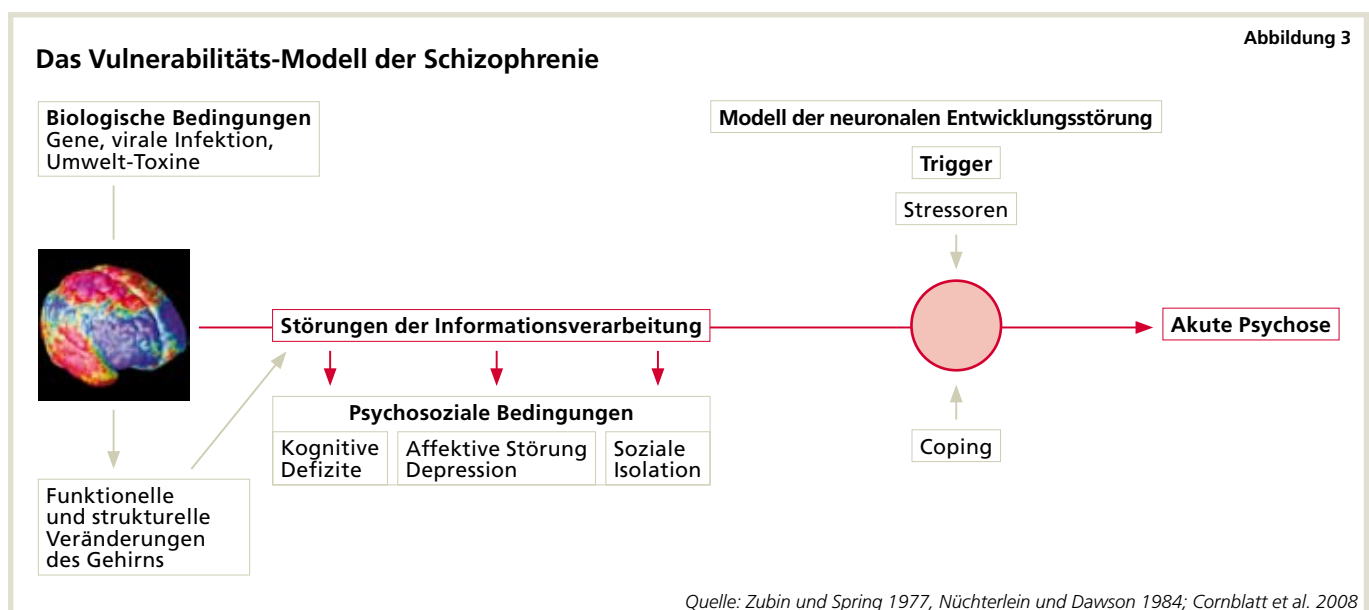 Abbildung 3
Das Vulnerabilitäts-Modell der Schizophrenie
Biologische Bedingungen
Gene, virale Infektion,
Umwelt-Toxine
Modell der neuronalen Entwicklungsstörung
Trigger
Stressoren
Störungen der Informationsverarbeitung
Akute Psychose
Psychosoziale Bedingungen
Kognitive
Defizite
Affektive Störung
Depression
Soziale
Isolation
Coping
Funktionelle
und strukturelle
Veränderungen
des Gehirns
Quelle: Zubin und Spring 1977, Nüchterlein und Dawson 1984; Cornblatt et al. 2008